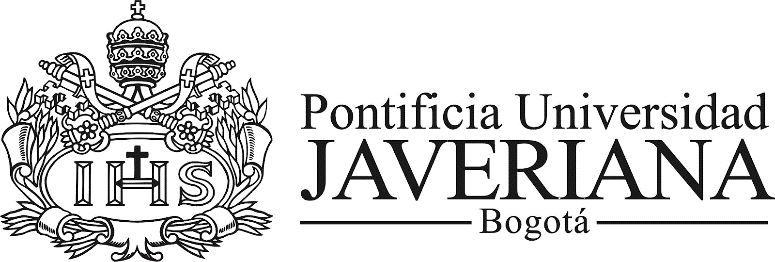 IHS
Pontificia Universidad
JAVERIANA
Bogotá